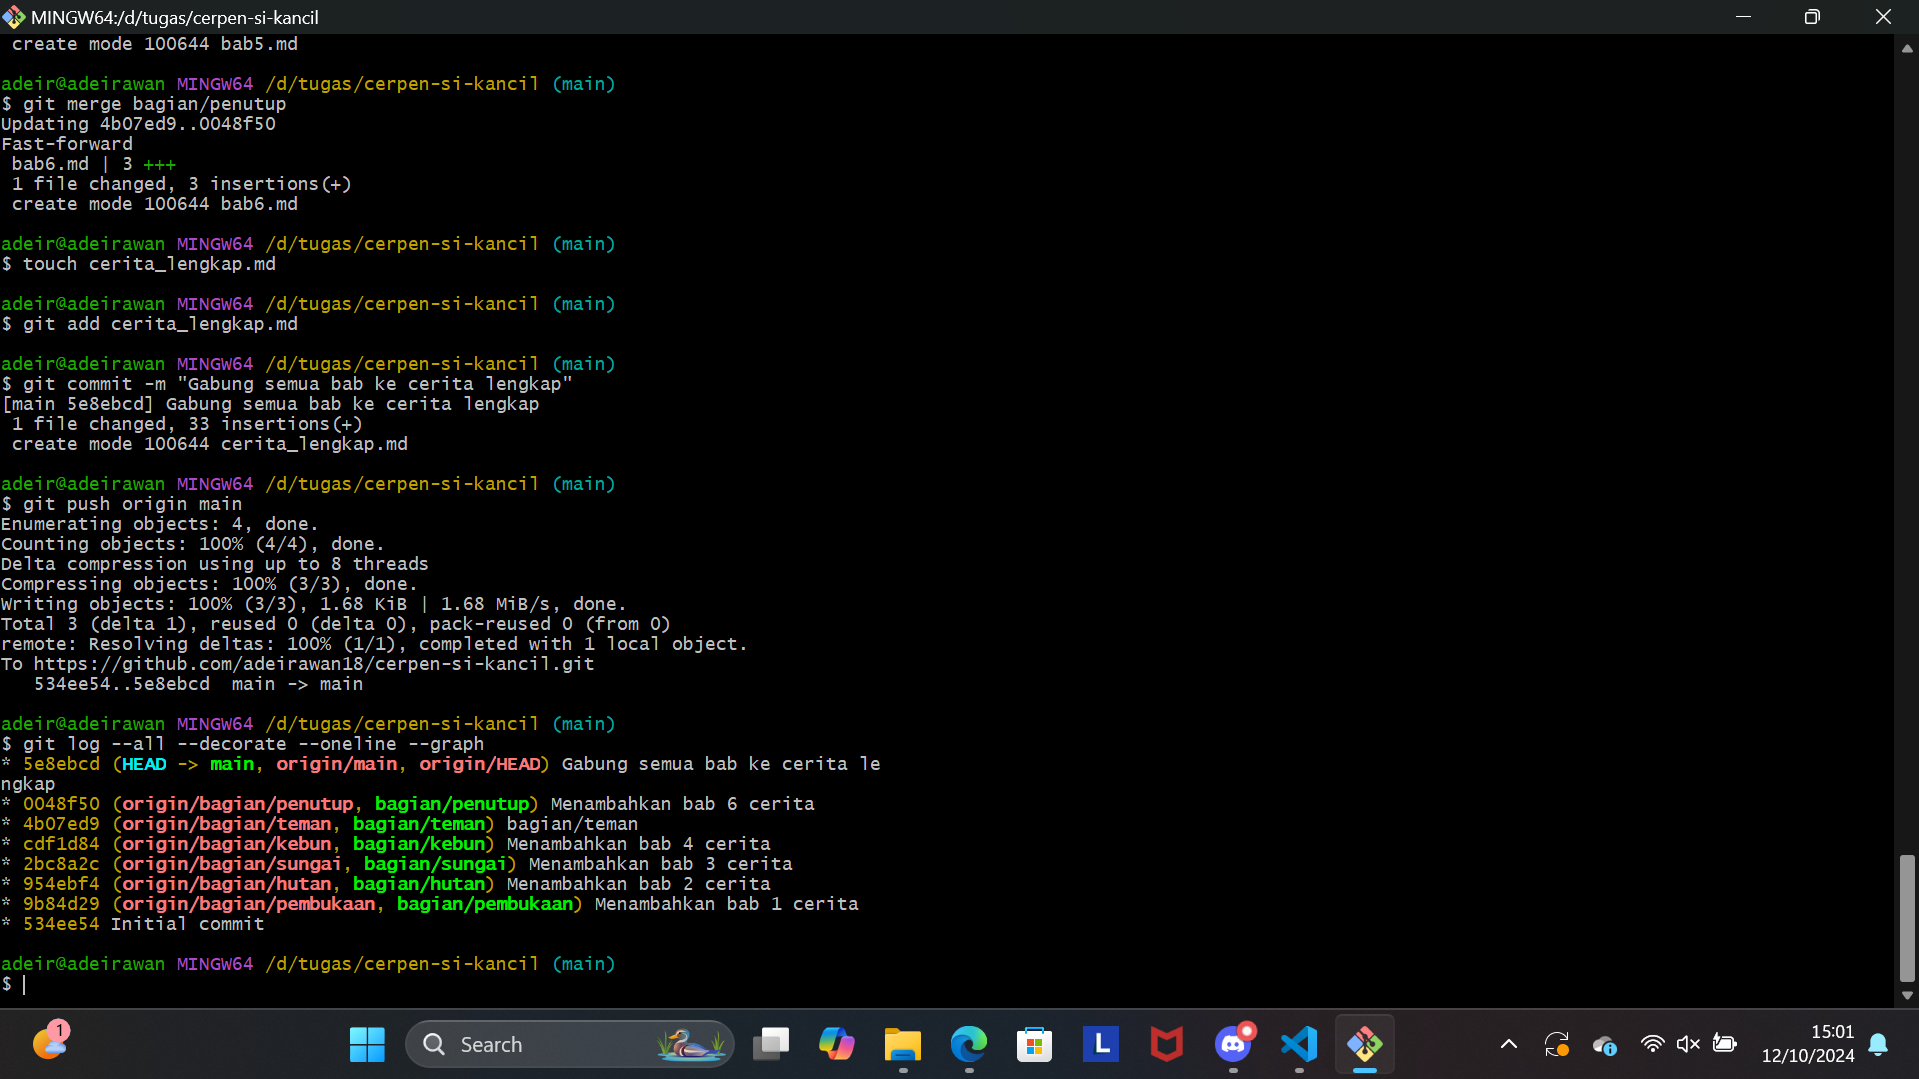 MINGW64:/d/tugas/cerpen-si-kancil
create mode 100644 bab5.md
adeir@adeirawan MINGW64 /d/tugas/cerpen-si-kancil (main)
$ git merge bagian/penutup
Updating 4b07ed9..0048f50
Fast-forward
bab6.md | 3 +++
1 file changed, 3 insertions(+)
create mode 100644 bab6.md
adeir@adeirawan MINGW64 /d/tugas/cerpen-si-kancil (main)
$ touch cerita_lengkap.md
adeir@adeirawan MINGW64 /d/tugas/cerpen-si-kancil (main)
$ git add cerita_lengkap.md
adeir@adeirawan MINGW64 /d/tugas/cerpen-si-kancil (main)
$ git commit -m "Gabung semua bab ke cerita lengkap"
[main 5e8ebcd] Gabung semua bab ke cerita lengkap
1 file changed, 33 insertions(+)
create mode 100644 cerita_lengkap.md
adeir@adeirawan MINGW64 /d/tugas/cerpen-si-kancil (main)
$ git push origin main
Enumerating objects: 4, done.
Counting objects: 100% (4/4), done.
Delta compression using up to 8 threads
Compressing objects: 100% (3/3), done.
Writing objects: 100% (3/3), 1.68 KiB | 1.68 MiB/s, done.
Total 3 (delta 1), reused 0 (delta 0), pack-reused 0 (from 0)
remote: Resolving deltas: 100% (1/1), completed with 1 local object.
To https://github.com/adeirawan18/cerpen-si-kancil.git
534ee54..5e8ebcd  main -> main
adeir@adeirawan MINGW64 /d/tugas/cerpen-si-kancil (main)
$ git log --all --decorate --oneline --graph
* 5e8ebcd (HEAD -> main, origin/main, origin/HEAD) Gabung semua bab ke cerita le
ngkap
* 0048f50 (origin/bagian/penutup, bagian/penutup) Menambahkan bab 6 cerita
* 4b07ed9 (origin/bagian/teman, bagian/teman) bagian/teman
* cdf1d84 (origin/bagian/kebun, bagian/kebun) Menambahkan bab 4 cerita
* 2bc8a2c (origin/bagian/sungai, bagian/sungai) Menambahkan bab 3 cerita
* 954ebf4 (origin/bagian/hutan, bagian/hutan) Menambahkan bab 2 cerita
* 9b84d29 (origin/bagian/pembukaan, bagian/pembukaan) Menambahkan bab 1 cerita
* 534ee54 Initial commit
adeir@adeirawan MINGW64 /d/tugas/cerpen-si-kancil (main)
$
1
Search
L
15:01
12/10/2024